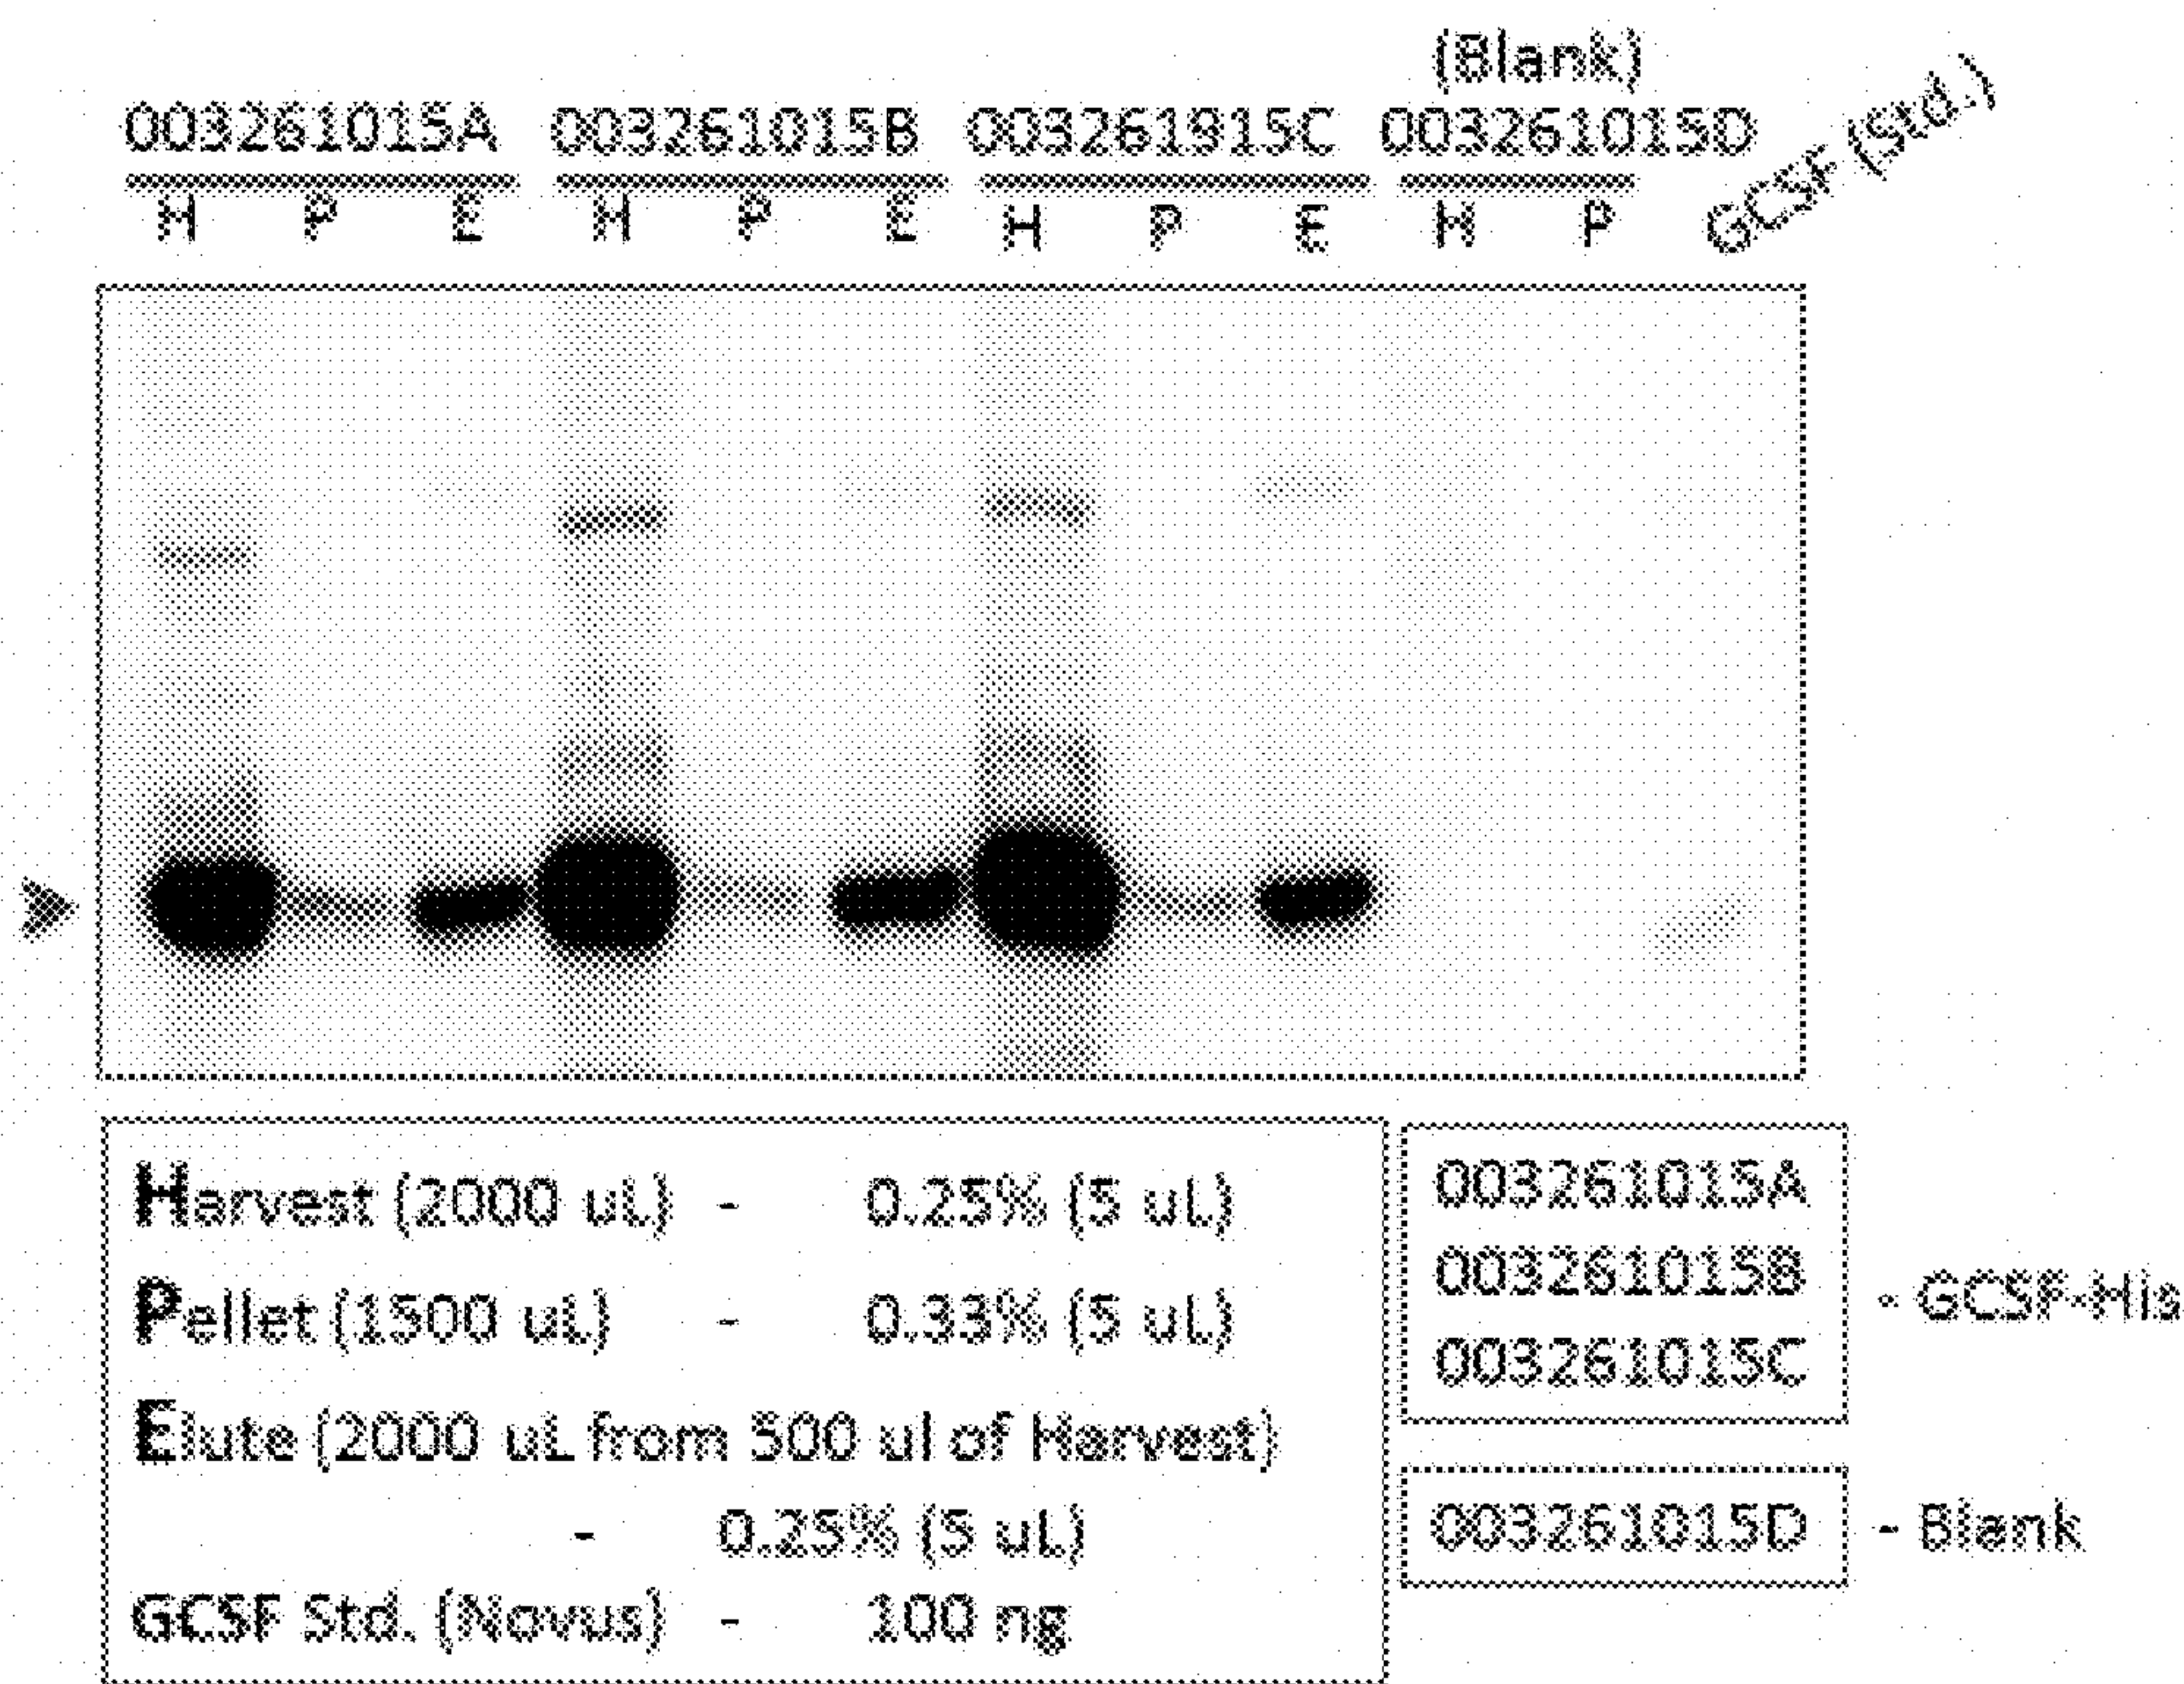 (Blank)
003261015A 003261015B 003261915C 003261015D GCSF (Std.)
H P E H P E H P E H P
Harvest (2000 uL) - 0.25% (5 uL)
Pellet (1500 uL) - 0.33% (5 uL)
Elute (2000 uL from 500 ul of Harvest)
- 0.25% (5 uL)
GCSF Std. (Novus) - 100 ng
003261015A
003261015B
003261015C
- GCSF-His
003261015D - Blank